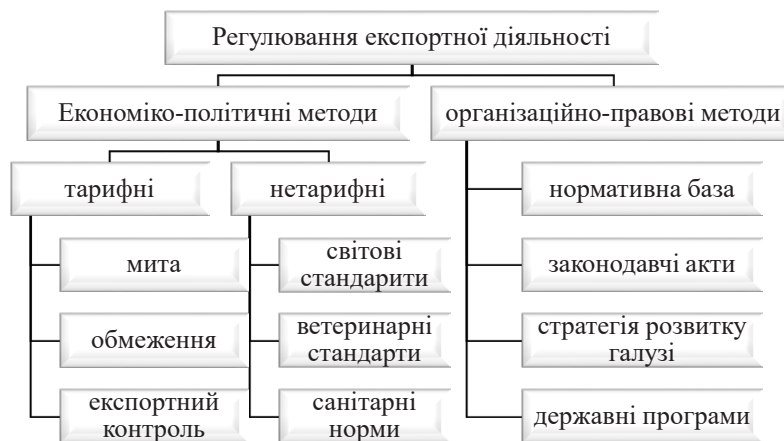 Регулювання експортної діяльності
Економіко-політичні методи
організаційно-правові методи
тарифні
нетарифні
нормативна база
мита
світові
стандарити
законодавчі акти
обмеження
ветеринарні
стандарти
стратегія розвитку
галузі
експортний
контроль
санітарні
норми
державні програми